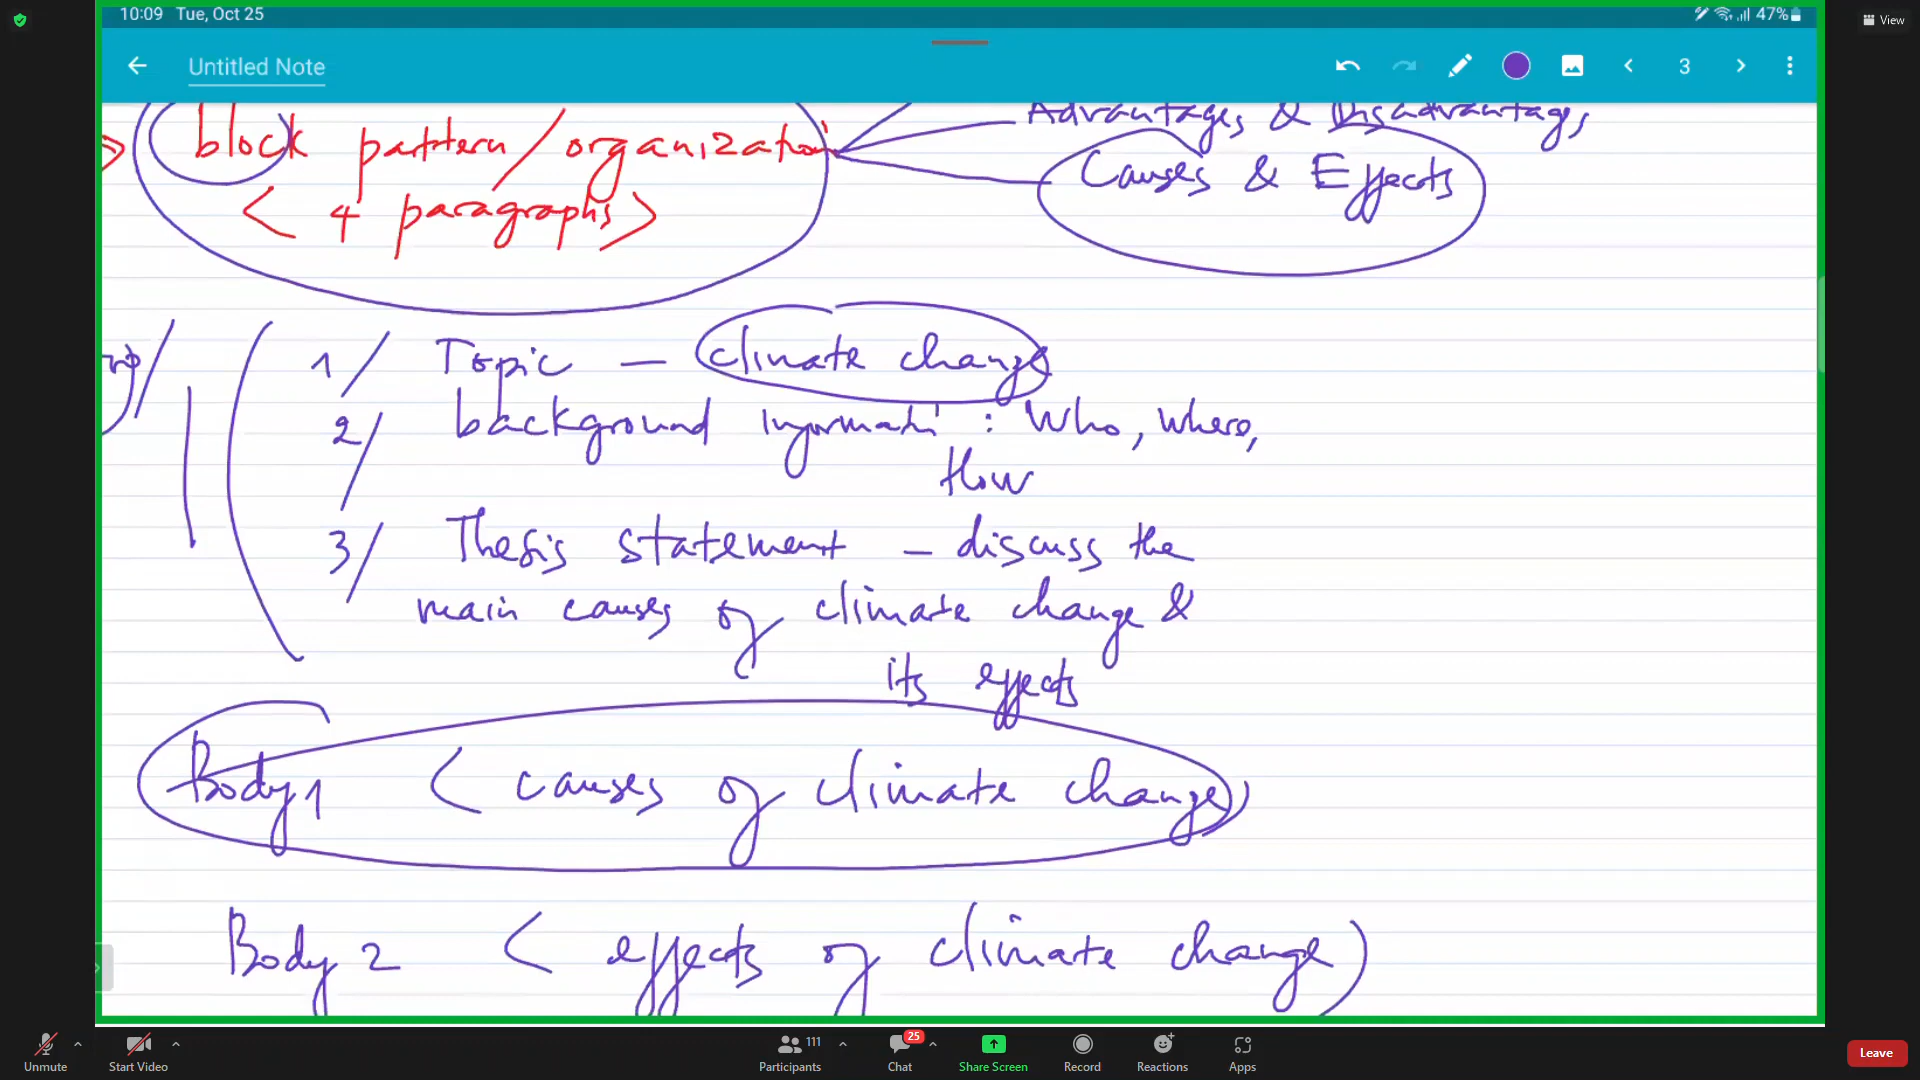 10:09 Tue, Oct 25
47%
View
Untitled Note
3
Advantages & Disadvantages
block pattern / organization
Causes & Effects
< 4 paragraphs >
1/ Topic — climate change
2/ background informati : Who, Where,
How
3/ Thesis statement — discuss the
main causes of climate change &
its effects
Body 1 ( causes of climate change )
Body 2 ( effects of climate change )
111
25
Unmute
Start Video
Participants
Chat
Share Screen
Record
Reactions
Apps
Leave